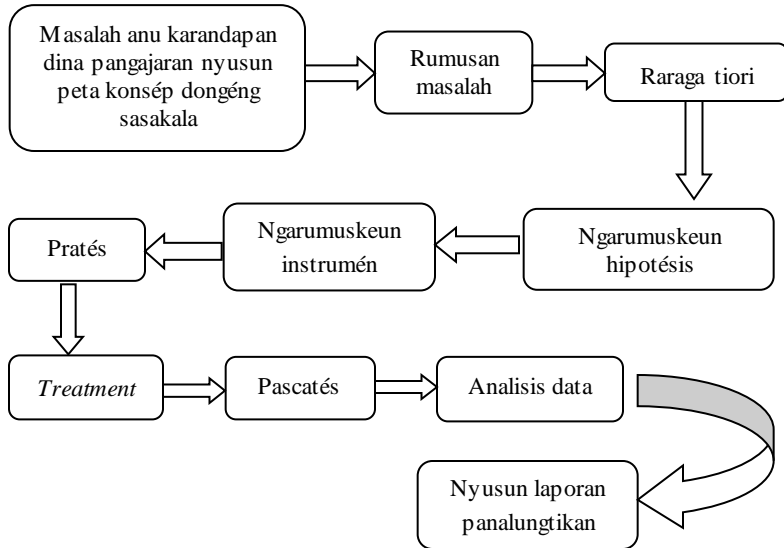 Masalah anu karandapan
dina pangajaran nyusun
peta konsép dongéng
sasakala
Rumusan
masalah
Raraga tiori
Ngarumuskeun
hipotésis
Ngarumuskeun
instrumén
Pratés
Treatment
Pascatés
Analisis data
Nyusun laporan
panalungtikan